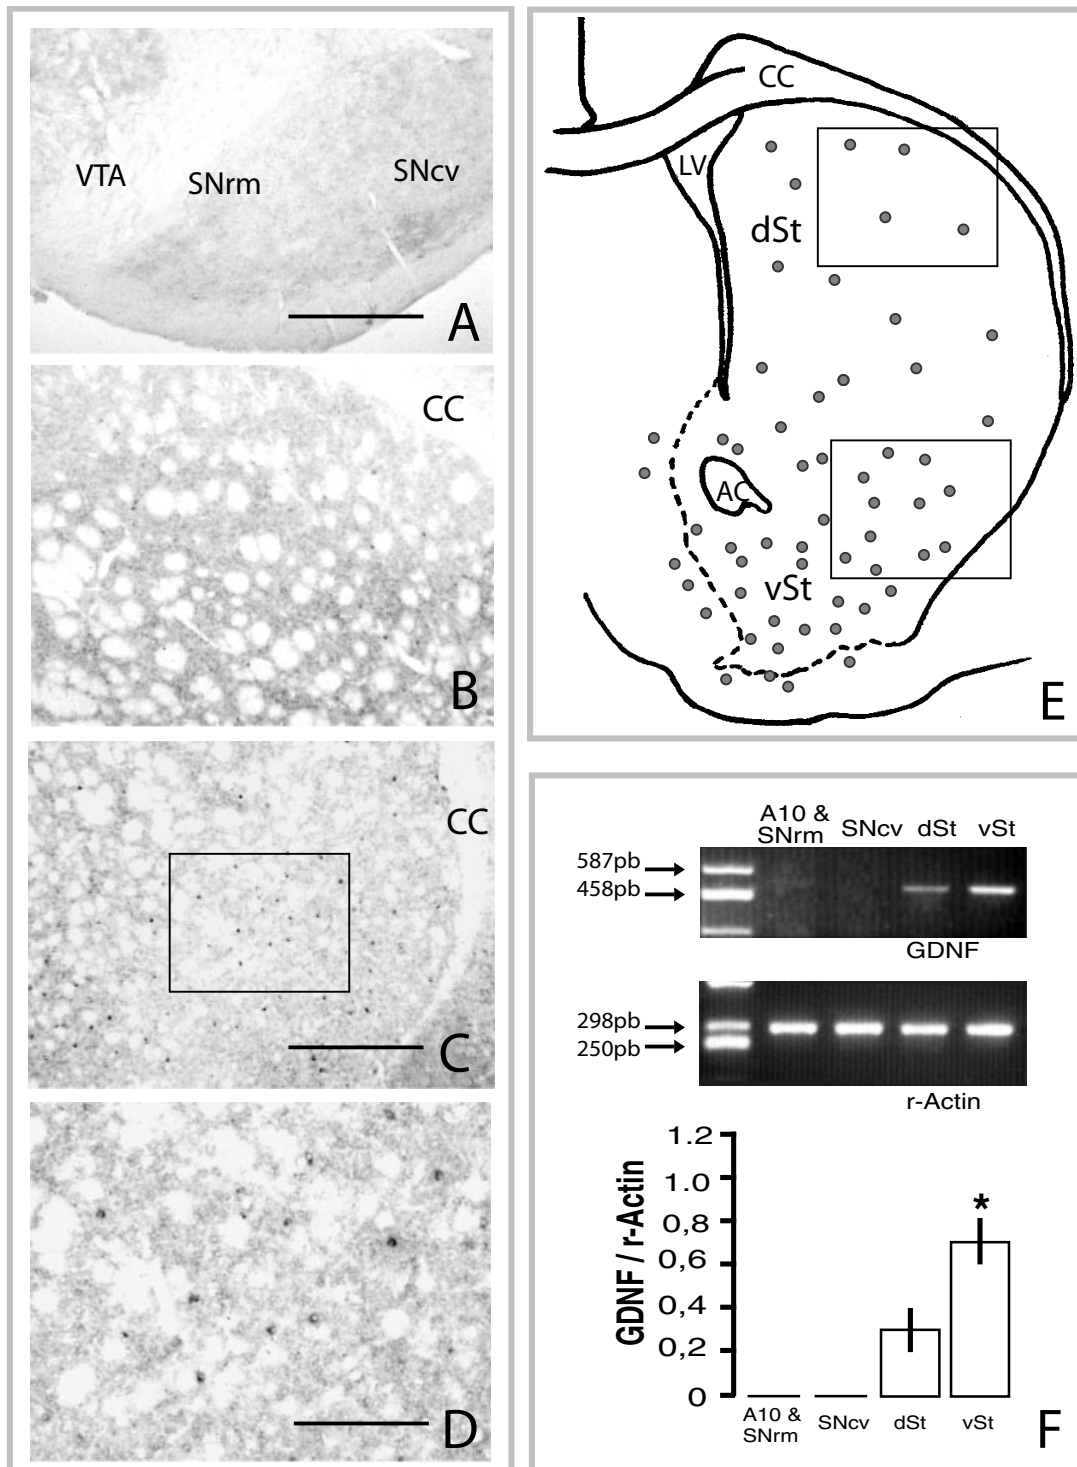 VTA
SNrm
SNcv
A
CC
B
CC
C
D
CC
LV
dSt
AC
vSt
E
A10 &
SNrm
SNcv
dSt
vSt
587pb
458pb
GDNF
298pb
250pb
r-Actin
GDNF / r-Actin
1.2
1.0
0,8
0,6
0,4
0,2
0
*
A10 &
SNrm
SNcv
dSt
vSt
F